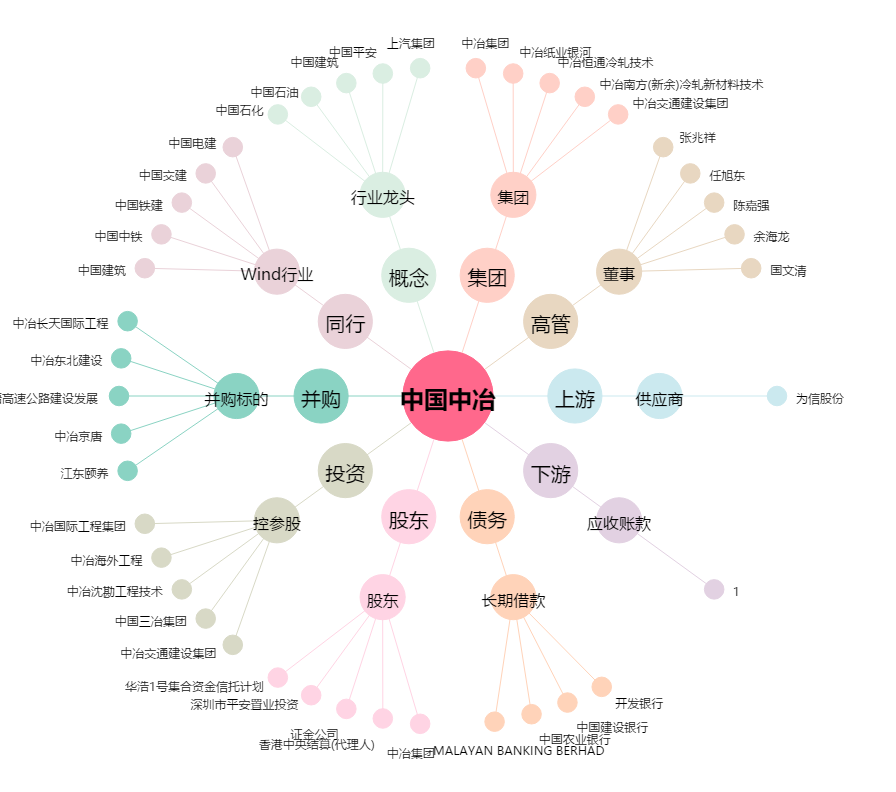 上汽集团
中国平安
中国建筑
中国石油
中国石化
行业龙头
概念
中冶集团
中冶纸业银河
中冶恒通冷轧技术
中冶南方(新余)冷轧新材料技术
中冶交通建设集团
集团
集团
张兆祥
任旭东
陈嘉强
余海龙
国文清
董事
高管
中国电建
中国交建
中国铁建
中国中铁
中国建筑
Wind行业
同行
中冶长天国际工程
中冶东北建设
高速公路建设发展
中冶京唐
江东颐养
并购标的
并购
中国中冶
上游
供应商
为信股份
投资
控参股
中冶国际工程集团
中冶海外工程
中冶沈勘工程技术
中国三冶集团
中冶交通建设集团
股东
股东
华浩1号集合资金信托计划
深圳市平安置业投资
证金公司
香港中央结算(代理人)
中冶集团
债务
长期借款
开发银行
中国建设银行
中国农业银行
MALAYAN BANKING BERHAD
下游
应收账款
1